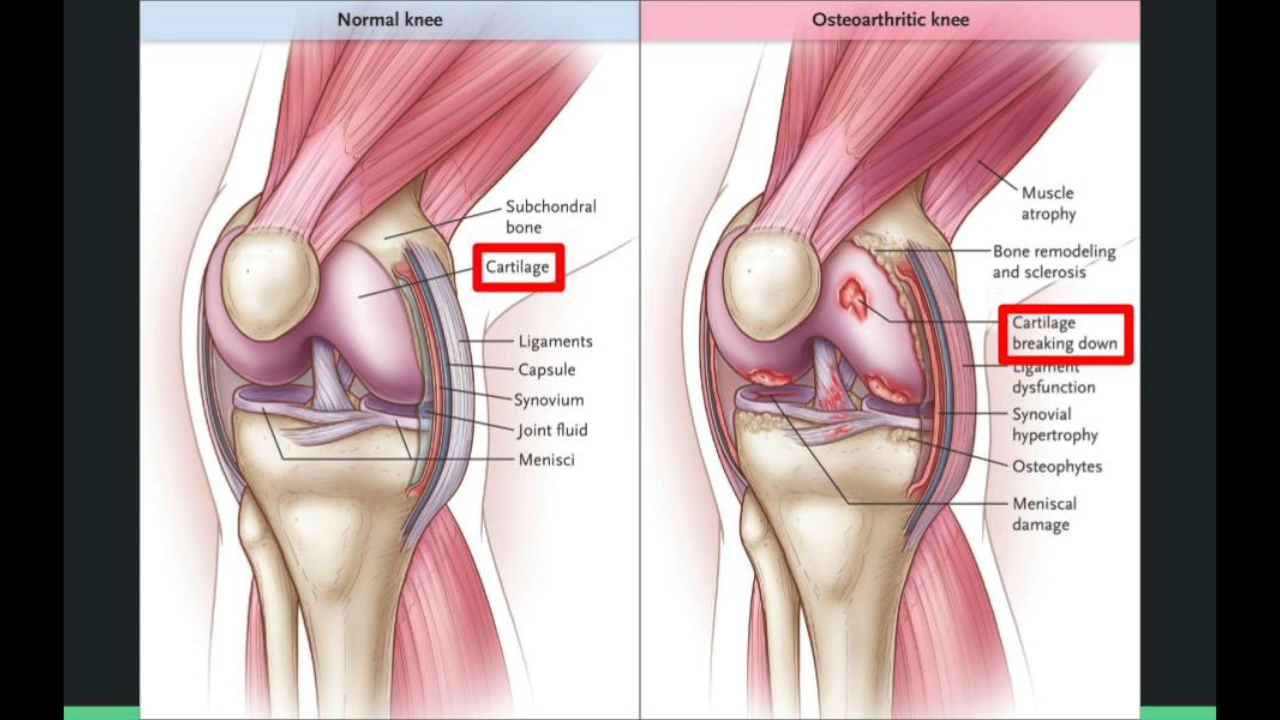 Normal knee
Subchondral
bone
Cartilage
Ligaments
Capsule
Synovium
Joint fluid
Menisci
Osteoarthritic knee
Muscle
atrophy
Bone remodeling
and sclerosis
Cartilage
breaking down
Ligament
dysfunction
Synovial
hypertrophy
Osteophytes
Meniscal
damage